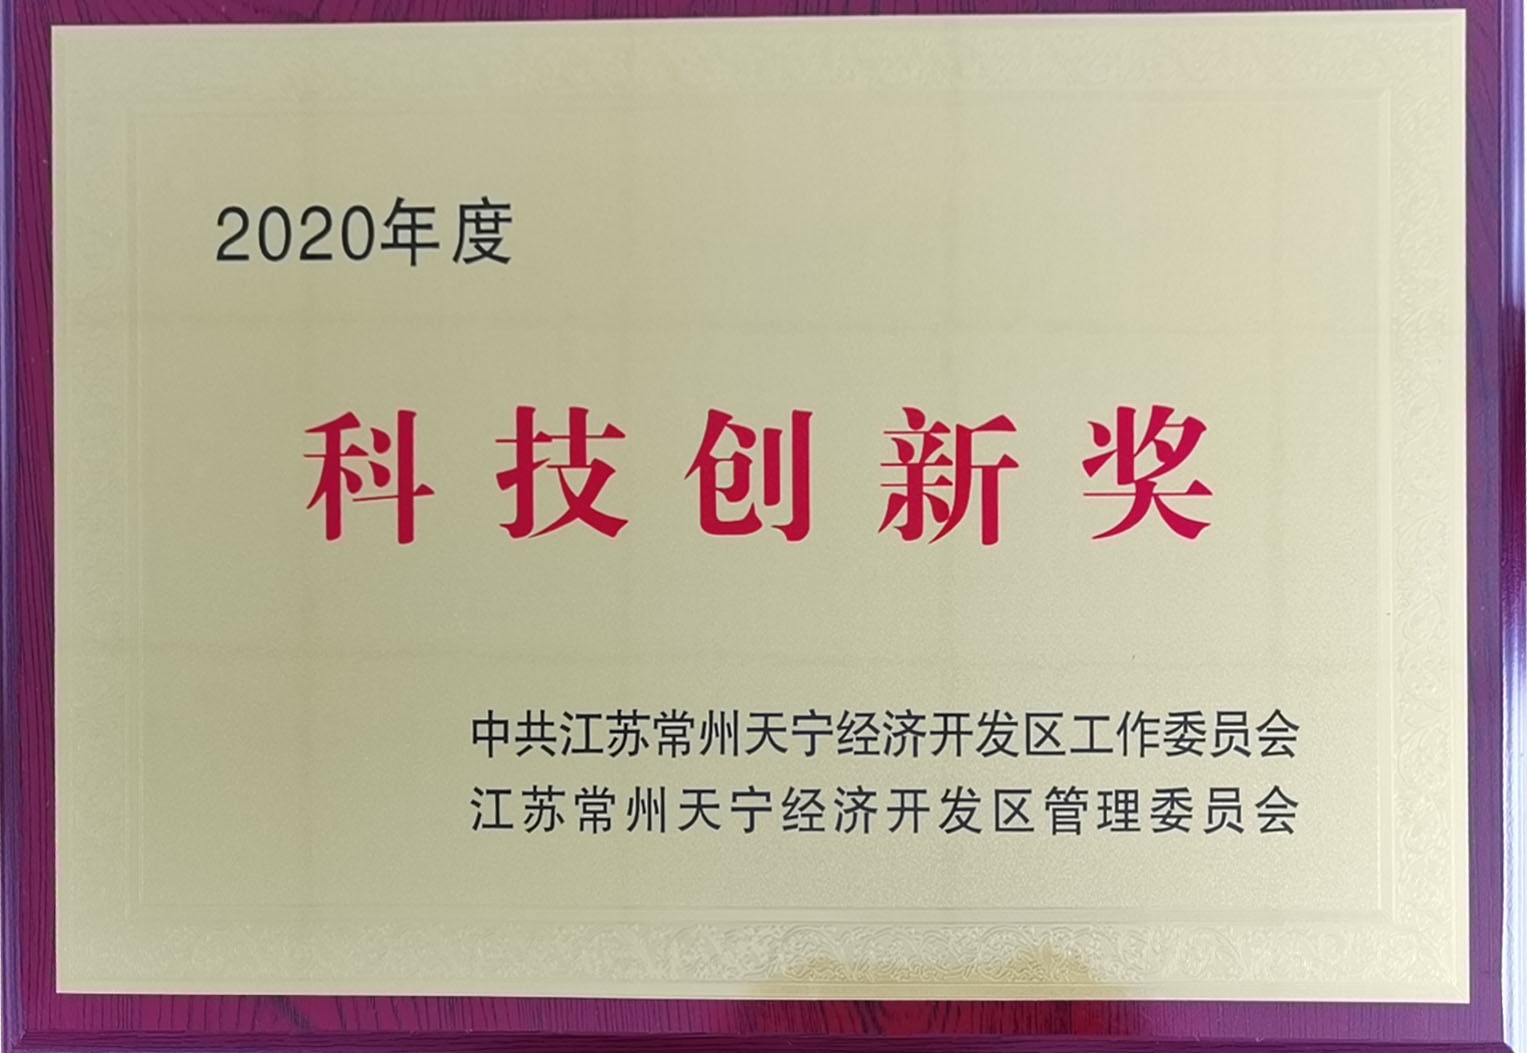 2020年度
科技创新奖
中共江苏常州天宁经济开发区工作委员会
江苏常州天宁经济开发区管理委员会